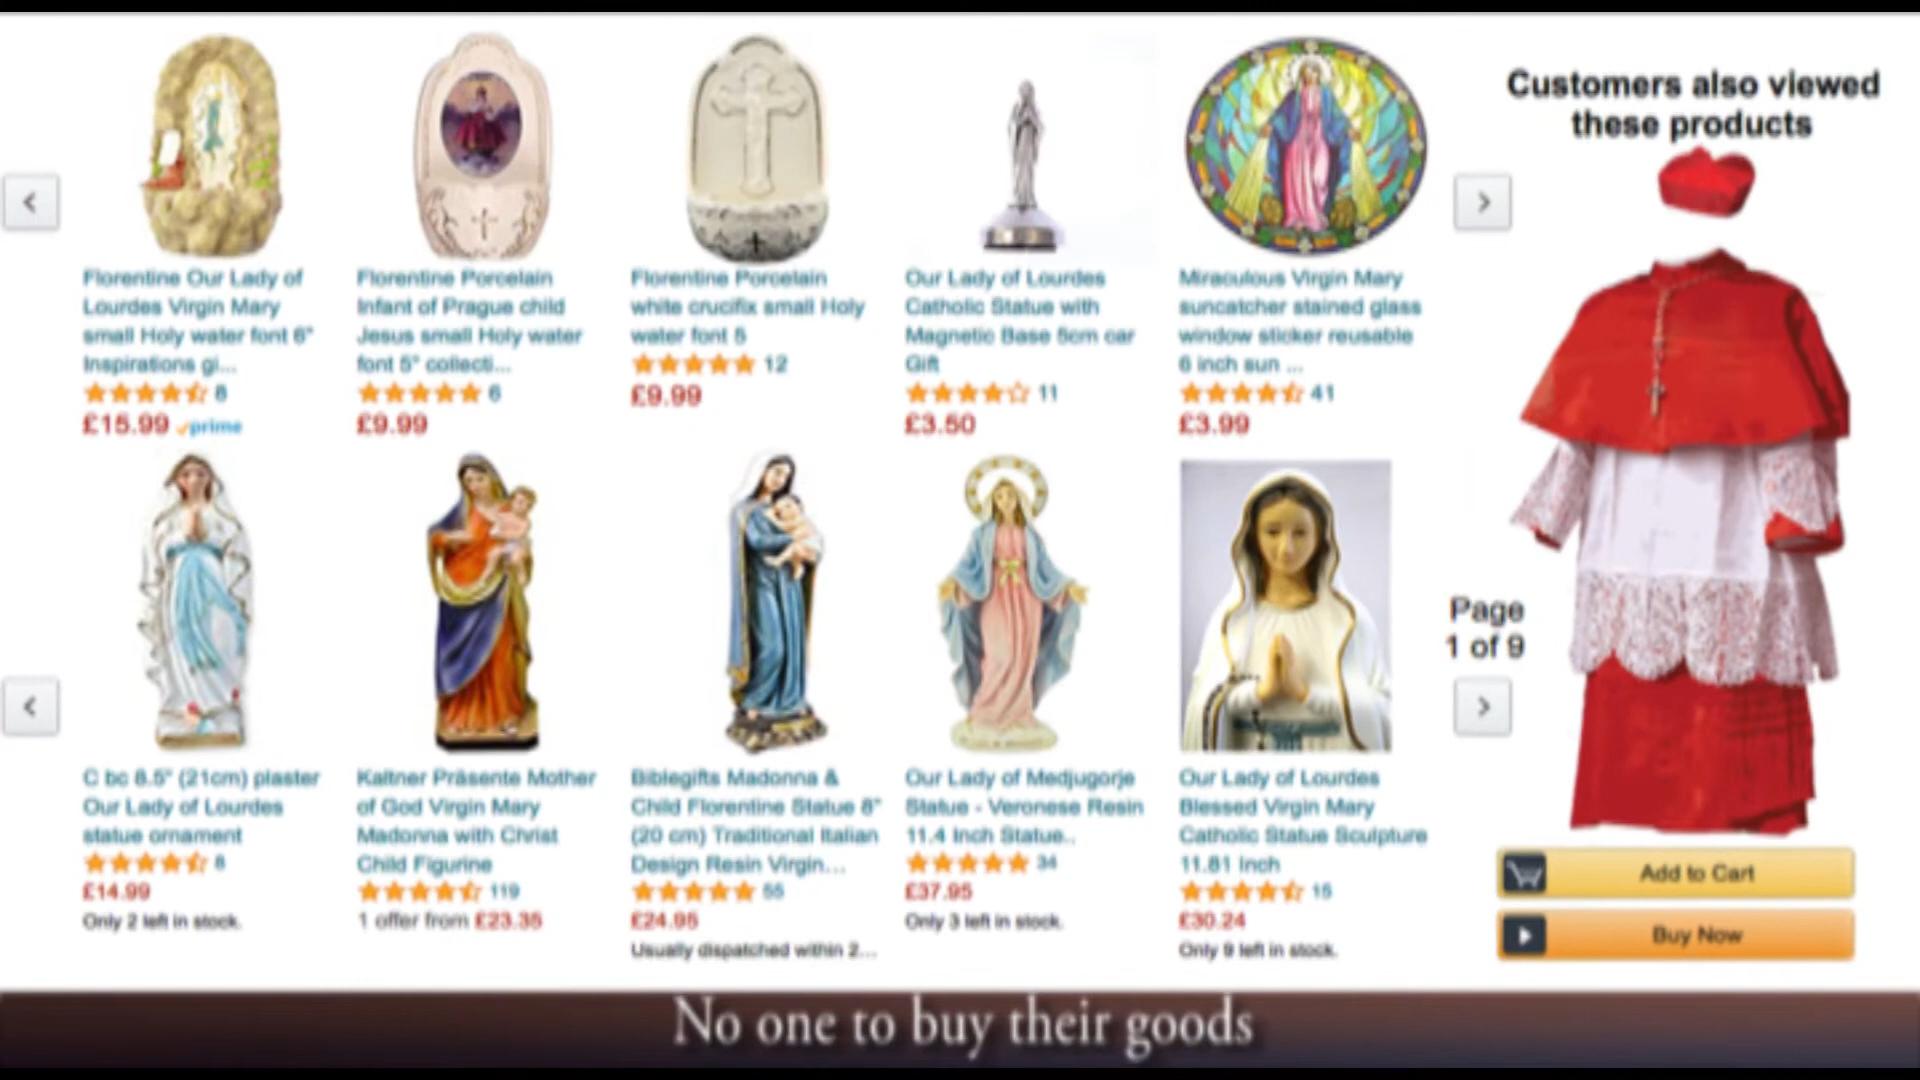 Customers also viewed
these products
Florentine Our Lady of
Lourdes Virgin Mary
small Holy water font 6"
Inspirations gi...
8
£15.99 prime
Florentine Porcelain
Infant of Prague child
Jesus small Holy water
font 5" collecti...
6
£9.99
Florentine Porcelain
white crucifix small Holy
water font 5
12
£9.99
Our Lady of Lourdes
Catholic Statue with
Magnetic Base 5cm car
Gift
11
£3.50
Miraculous Virgin Mary
suncatcher stained glass
window sticker reusable
6 inch sun ...
41
£3.99
C bc 8.5" (21cm) plaster
Our Lady of Lourdes
statue ornament
8
£14.99
Only 2 left in stock.
Kaltner Präsente Mother
of God Virgin Mary
Madonna with Christ
Child Figurine
119
1 offer from £23.35
Biblegifts Madonna &
Child Florentine Statue 8"
(20 cm) Traditional Italian
Design Resin Virgin...
55
£24.95
Usually dispatched within 2...
Our Lady of Medjugorje
Statue - Veronese Resin
11.4 Inch Statue..
34
£37.95
Only 3 left in stock.
Our Lady of Lourdes
Blessed Virgin Mary
Catholic Statue Sculpture
11.81 Inch
15
£30.24
Only 9 left in stock.
Page
1 of 9
Add to Cart
Buy Now
No one to buy their goods